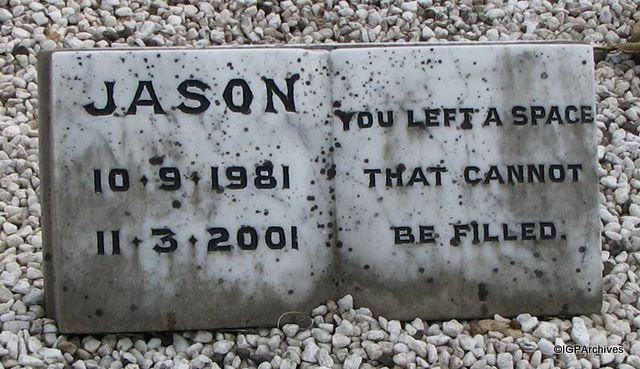 JASON
10·9·1981
11·3·2001
YOU LEFT A SPACE
THAT CANNOT
BE FILLED.
©IGPArchives